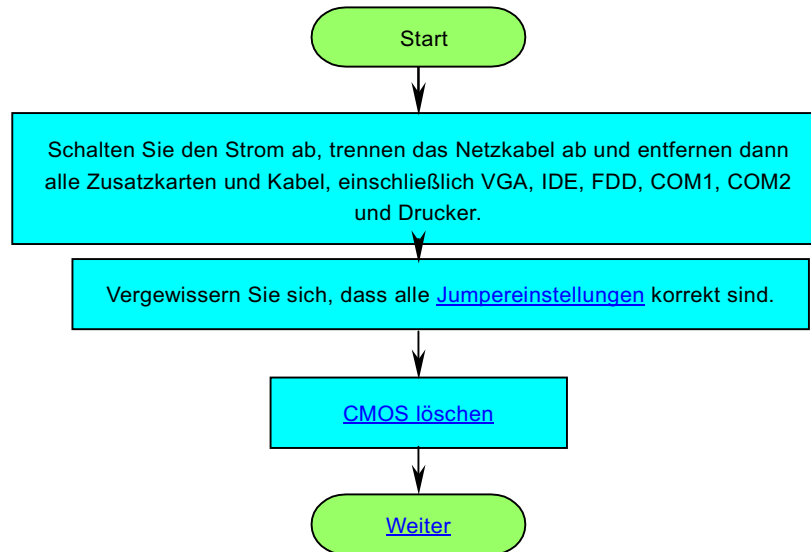 Start
Schalten Sie den Strom ab, trennen das Netzkabel ab und entfernen dann
alle Zusatzkarten und Kabel, einschließlich VGA, IDE, FDD, COM1, COM2
und Drucker.
Vergewissern Sie sich, dass alle Jumpereinstellungen korrekt sind.
CMOS löschen
Weiter